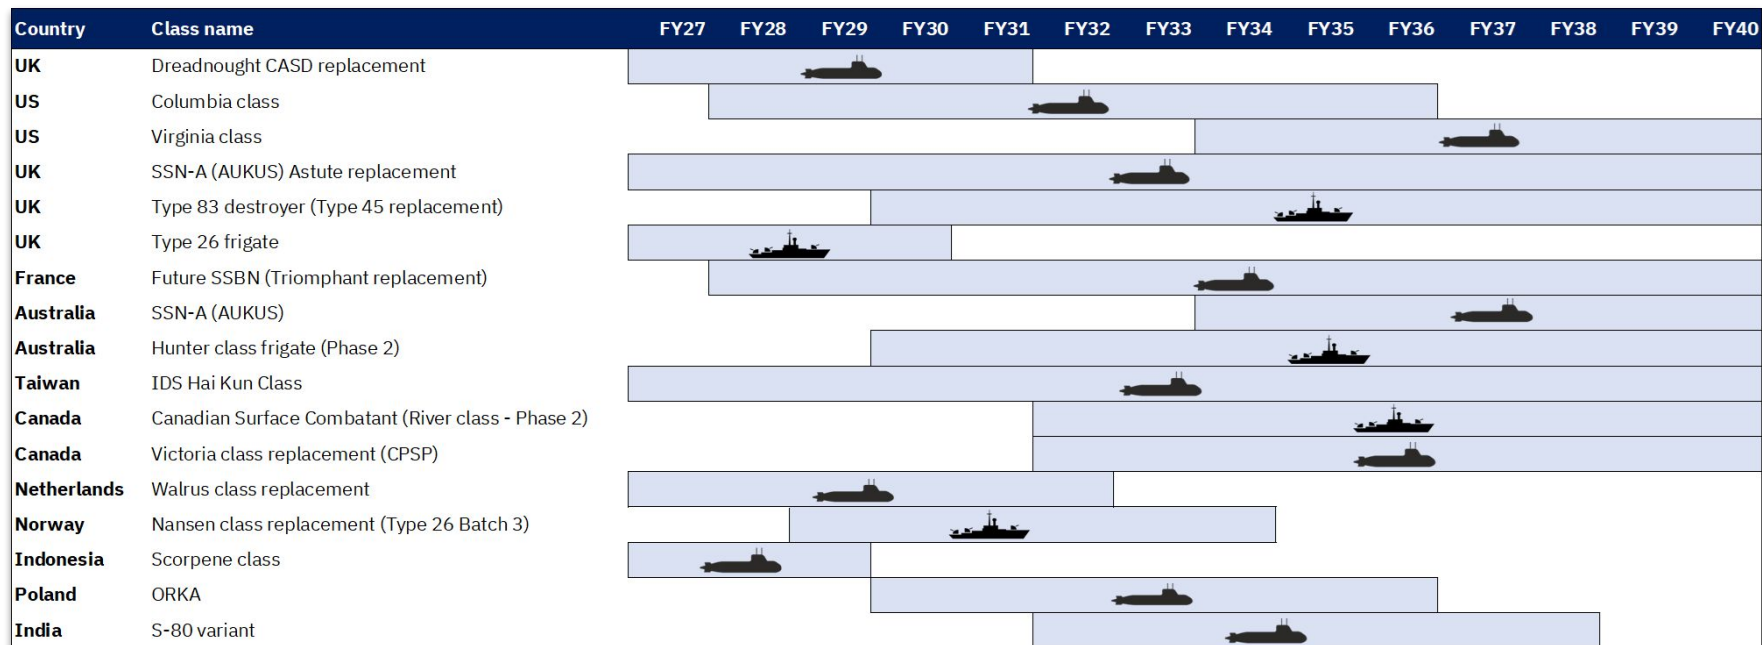 Country Class name FY27 FY28 FY29 FY30 FY31 FY32 FY33 FY34 FY35 FY36 FY37 FY38 FY39 FY40
UK Dreadnought CASD replacement
US Columbia class
US Virginia class
UK SSN-A (AUKUS) Astute replacement
UK Type 83 destroyer (Type 45 replacement)
UK Type 26 frigate
France Future SSBN (Triomphant replacement)
Australia SSN-A (AUKUS)
Australia Hunter class frigate (Phase 2)
Taiwan IDS Hai Kun Class
Canada Canadian Surface Combatant (River class - Phase 2)
Canada Victoria class replacement (CPSP)
Netherlands Walrus class replacement
Norway Nansen class replacement (Type 26 Batch 3)
Indonesia Scorpene class
Poland ORKA
India S-80 variant